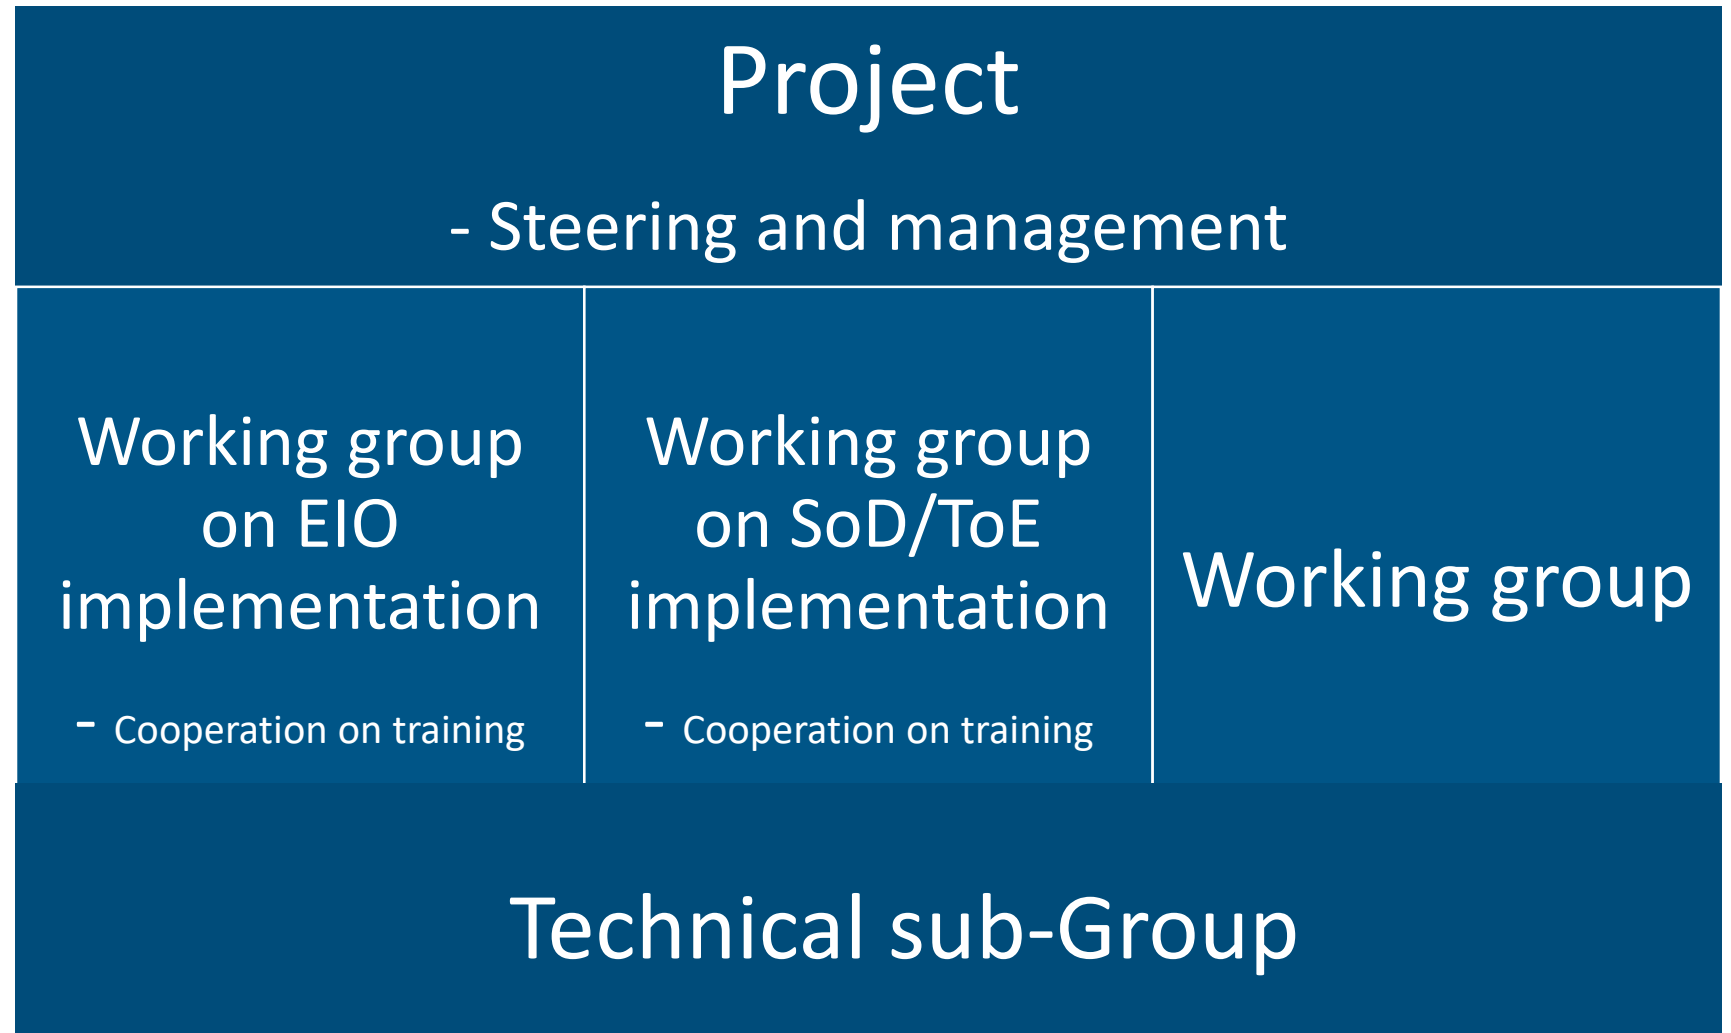 Project
- Steering and management
Working group
on EIO
implementation
- Cooperation on training
Working group
on SoD/ToE
implementation
- Cooperation on training
Working group
Technical sub-Group